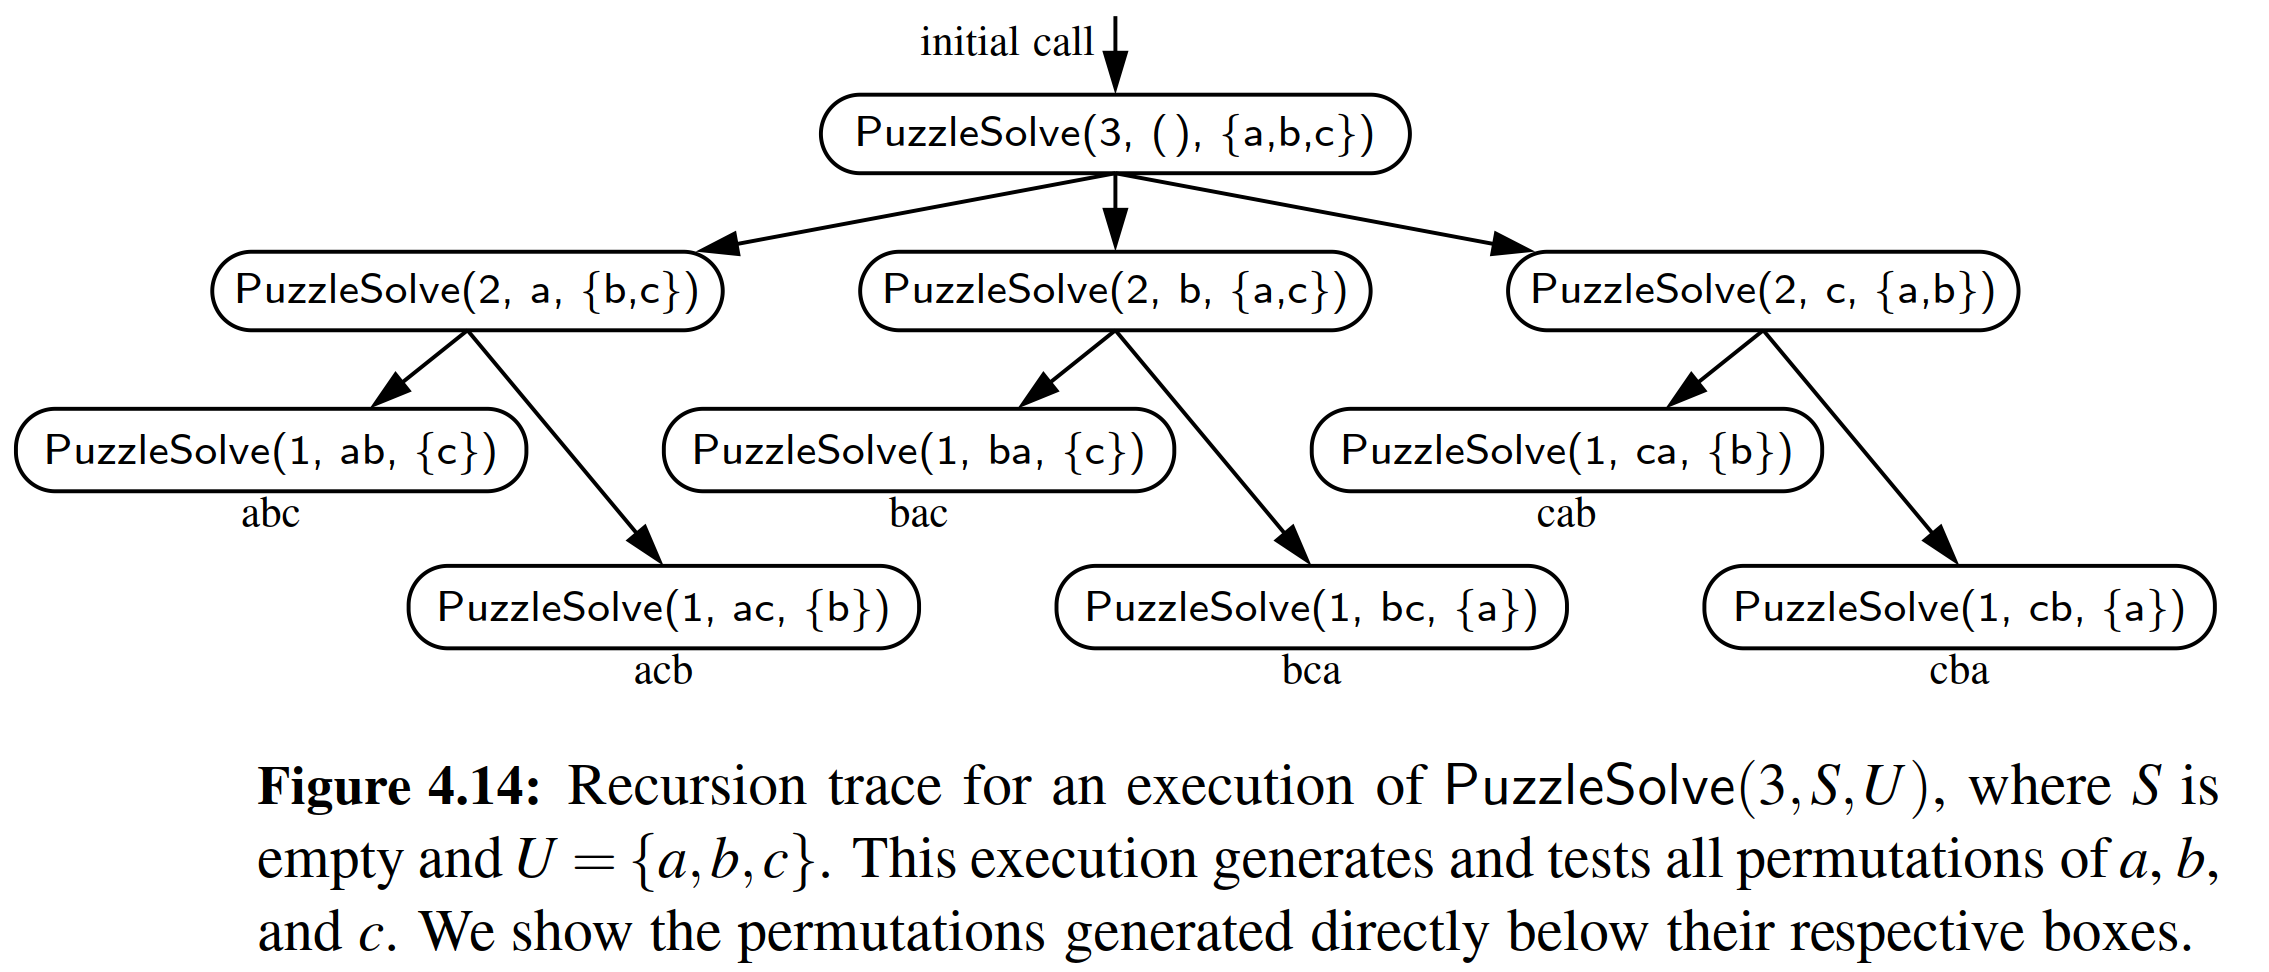 initial call
PuzzleSolve(3, ( ), {a,b,c})
PuzzleSolve(2, a, {b,c})
PuzzleSolve(2, b, {a,c})
PuzzleSolve(2, c, {a,b})
PuzzleSolve(1, ab, {c})
abc
PuzzleSolve(1, ba, {c})
bac
PuzzleSolve(1, ca, {b})
cab
PuzzleSolve(1, ac, {b})
acb
PuzzleSolve(1, bc, {a})
bca
PuzzleSolve(1, cb, {a})
cba
Figure 4.14: Recursion trace for an execution of PuzzleSolve(3,S,U), where S is
empty and U = {a,b,c}. This execution generates and tests all permutations of a, b,
and c. We show the permutations generated directly below their respective boxes.